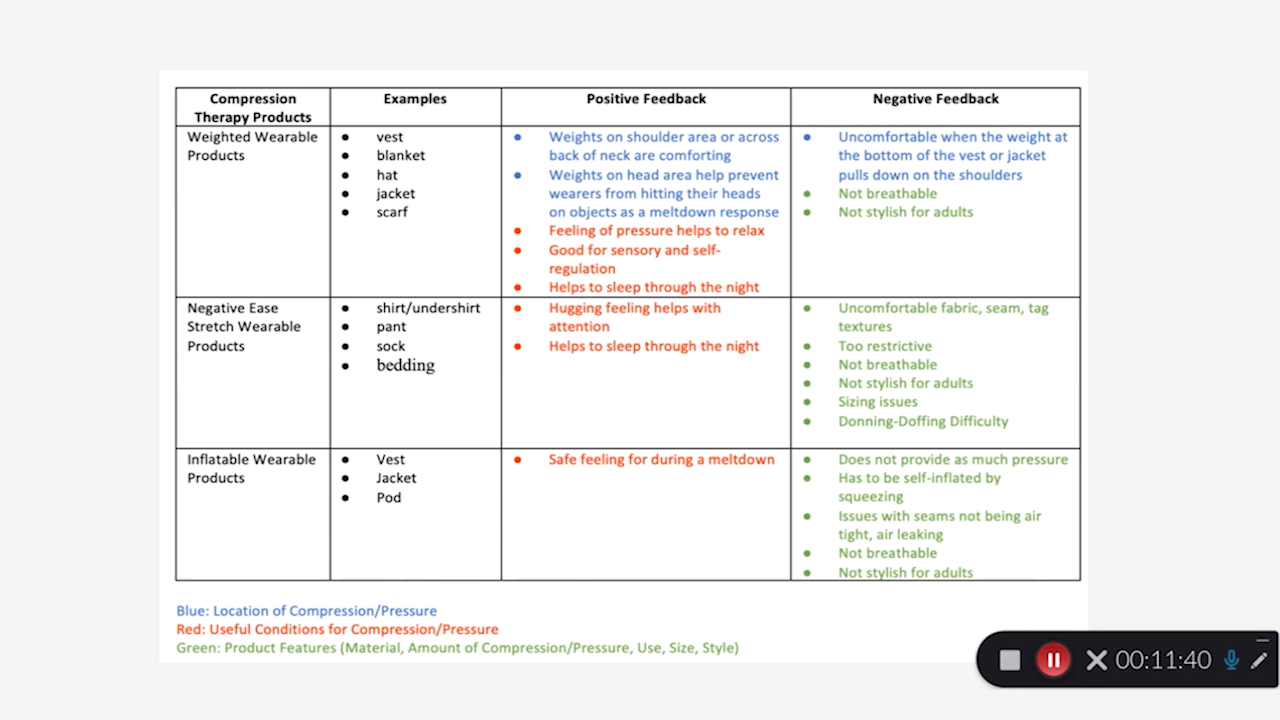 Compression Therapy Products
Examples
Positive Feedback
Negative Feedback
Weighted Wearable
Products
• vest
• blanket
• hat
• jacket
• scarf
• Weights on shoulder area or across
back of neck are comforting
• Weights on head area help prevent
wearers from hitting their heads
on objects as a meltdown response
• Feeling of pressure helps to relax
• Good for sensory and self-
regulation
• Helps to sleep through the night
• Uncomfortable when the weight at
the bottom of the vest or jacket
pulls down on the shoulders
• Not breathable
• Not stylish for adults
Negative Ease
Stretch Wearable
Products
• shirt/undershirt
• pant
• sock
• bedding
• Hugging feeling helps with
attention
• Helps to sleep through the night
• Uncomfortable fabric, seam, tag
textures
• Too restrictive
• Not breathable
• Not stylish for adults
• Sizing issues
• Donning-Doffing Difficulty
Inflatable Wearable
Products
• Vest
• Jacket
• Pod
• Safe feeling for during a meltdown
• Does not provide as much pressure
• Has to be self-inflated by
squeezing
• Issues with seams not being air
tight, air leaking
• Not breathable
• Not stylish for adults
Blue: Location of Compression/Pressure
Red: Useful Conditions for Compression/Pressure
Green: Product Features (Material, Amount of Compression/Pressure, Use, Size, Style)
00:11:40